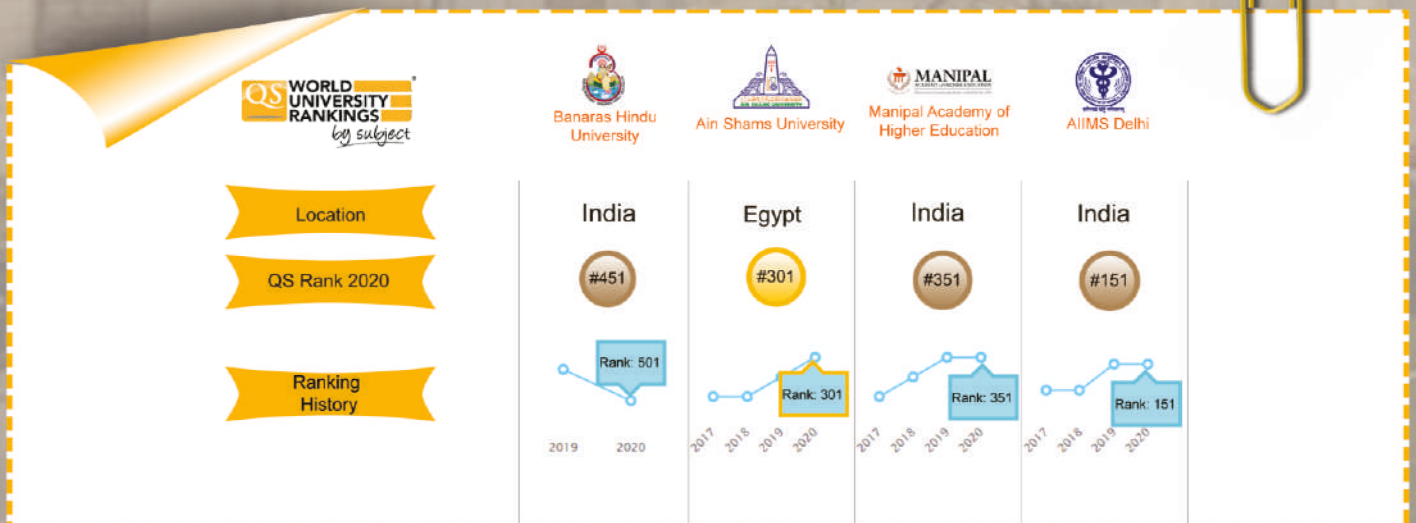 QS WORLD
UNIVERSITY
RANKINGS
by subject
Banaras Hindu
University
Ain Shams University
MANIPAL
Manipal Academy of
Higher Education
AIIMS Delhi
Location
India
Egypt
India
India
QS Rank 2020
#451
#301
#351
#151
Ranking
History
Rank: 501
Rank: 301
Rank: 351
Rank: 151
2019
2020
2017
2018
2019
2020
2017
2018
2019
2020
2017
2018
2019
2020